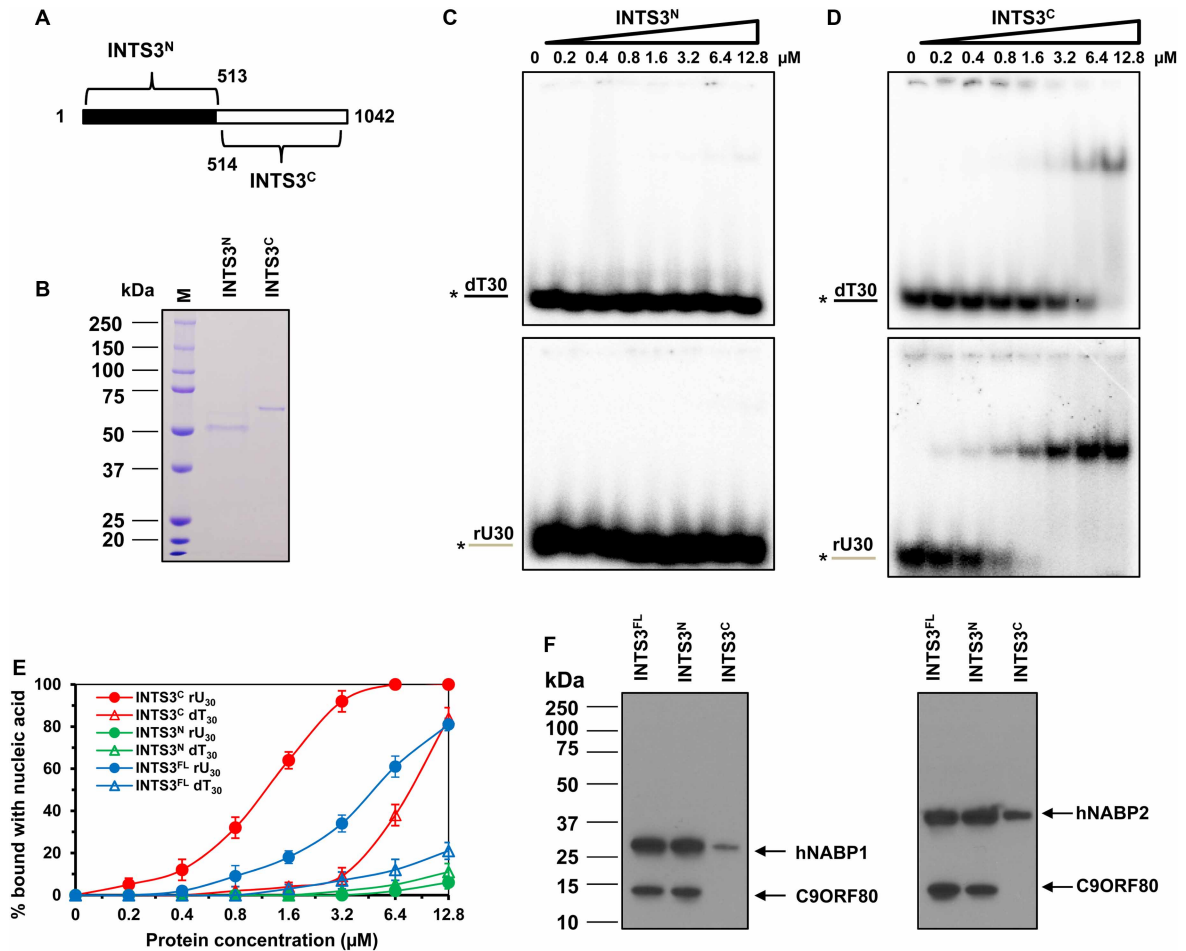 A
INTS3ᴺ
513
1
1042
514
INTS3ᶜ
B
kDa
M
INTS3ᴺ
INTS3ᶜ
250
150
100
75
50
37
25
20
C
INTS3ᴺ
0 0.2 0.4 0.8 1.6 3.2 6.4 12.8 µM
* dT30
* rU30
D
INTS3ᶜ
0 0.2 0.4 0.8 1.6 3.2 6.4 12.8 µM
* dT30
* rU30
E
% bound with nucleic acid
100
80
60
40
20
0
INTS3ᶜ rU₃₀
INTS3ᶜ dT₃₀
INTS3ᴺ rU₃₀
INTS3ᴺ dT₃₀
INTS3ᶠᴸ rU₃₀
INTS3ᶠᴸ dT₃₀
0 0.2 0.4 0.8 1.6 3.2 6.4 12.8
Protein concentration (µM)
F
kDa
INTS3ᶠᴸ
INTS3ᴺ
INTS3ᶜ
250
100
75
50
37
25
15
10
hNABP1
C9ORF80
INTS3ᶠᴸ
INTS3ᴺ
INTS3ᶜ
hNABP2
C9ORF80